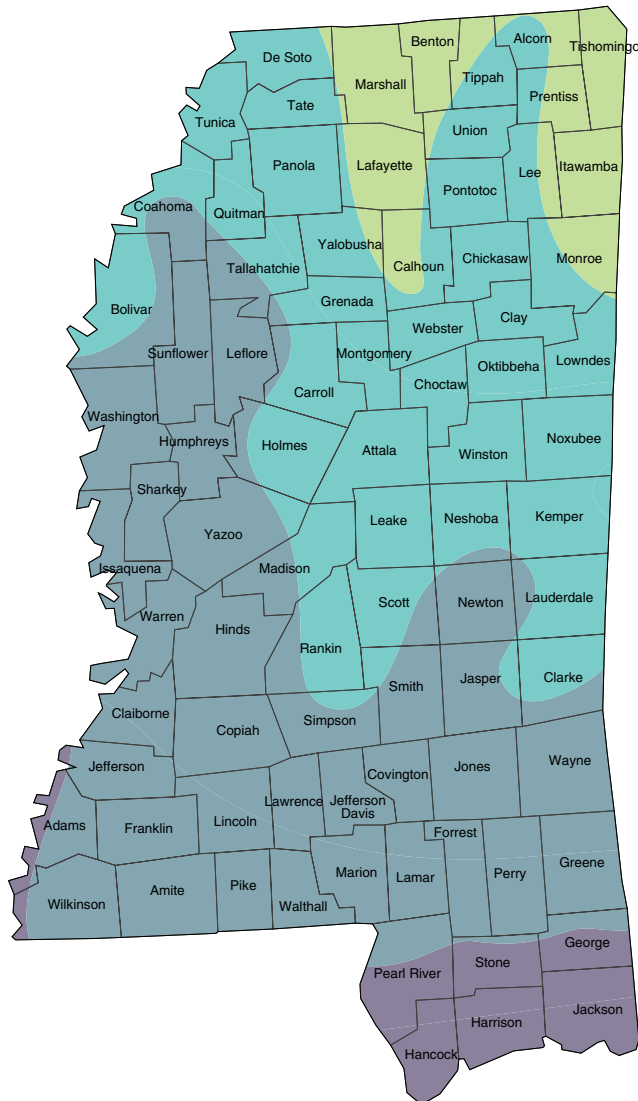 Benton
Alcorn
Tishomingo
De Soto
Marshall
Tippah
Prentiss
Tate
Tunica
Union
Panola
Lafayette
Lee
Itawamba
Pontotoc
Coahoma
Quitman
Yalobusha
Tallahatchie
Calhoun
Chickasaw
Monroe
Bolivar
Grenada
Clay
Webster
Sunflower
Leflore
Montgomery
Oktibbeha
Lowndes
Choctaw
Carroll
Washington
Humphreys
Holmes
Attala
Winston
Noxubee
Sharkey
Leake
Neshoba
Kemper
Yazoo
Issaquena
Madison
Scott
Newton
Lauderdale
Warren
Hinds
Rankin
Smith
Jasper
Clarke
Claiborne
Copiah
Simpson
Jefferson
Covington
Jones
Wayne
Lawrence
Jefferson
Davis
Adams
Franklin
Lincoln
Forrest
Greene
Marion
Lamar
Perry
Wilkinson
Amite
Pike
Walthall
George
Pearl River
Stone
Jackson
Harrison
Hancock